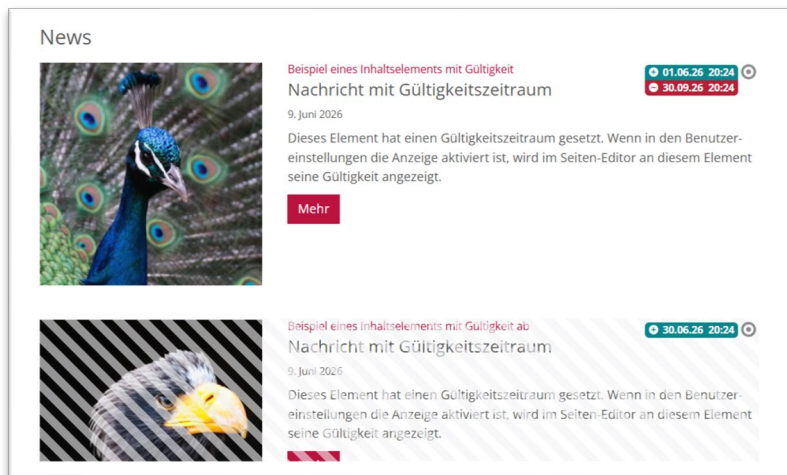 News
Beispiel eines Inhaltselements mit Gültigkeit
01.06.26 20:24
30.09.26 20:24
Nachricht mit Gültigkeitszeitraum
9. Juni 2026
Dieses Element hat einen Gültigkeitszeitraum gesetzt. Wenn in den Benutzer-
einstellungen die Anzeige aktiviert ist, wird im Seiten-Editor an diesem Element
seine Gültigkeit angezeigt.
Mehr
Beispiel eines Inhaltselements mit Gültigkeit ab
30.06.26 20:24
Nachricht mit Gültigkeitszeitraum
9. Juni 2026
Dieses Element hat einen Gültigkeitszeitraum gesetzt. Wenn in den Benutzer-
einstellungen die Anzeige aktiviert ist, wird im Seiten-Editor an diesem Element
seine Gültigkeit angezeigt.